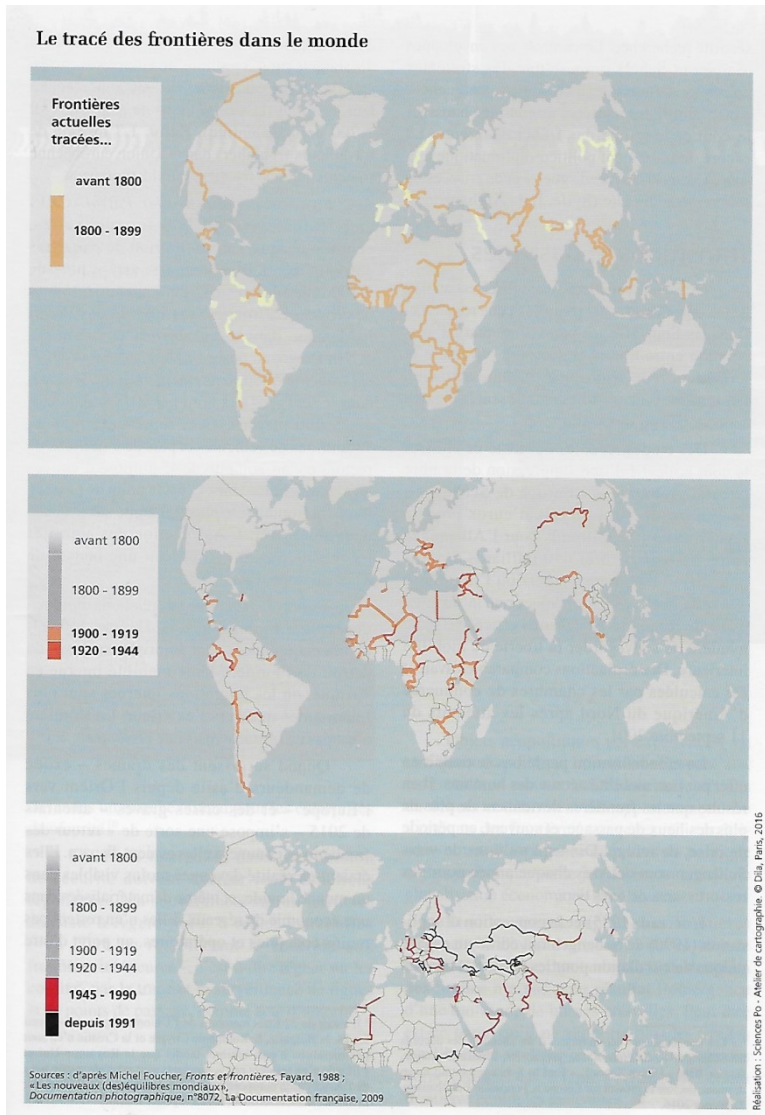 Le tracé des frontières dans le monde
Frontières
actuelles
tracées...
avant 1800
1800 - 1899
avant 1800
1800 - 1899
1900 - 1919
1920 - 1944
avant 1800
1800 - 1899
1900 - 1919
1920 - 1944
1945 - 1990
depuis 1991
Sources : d'après Michel Foucher, Fronts et frontières, Fayard, 1988 ;
« Les nouveaux (des)équilibres mondiaux»,
Documentation photographique, n°8072, La Documentation française, 2009
Réalisation : Sciences Po - Atelier de cartographie. © Dila, Paris, 2016